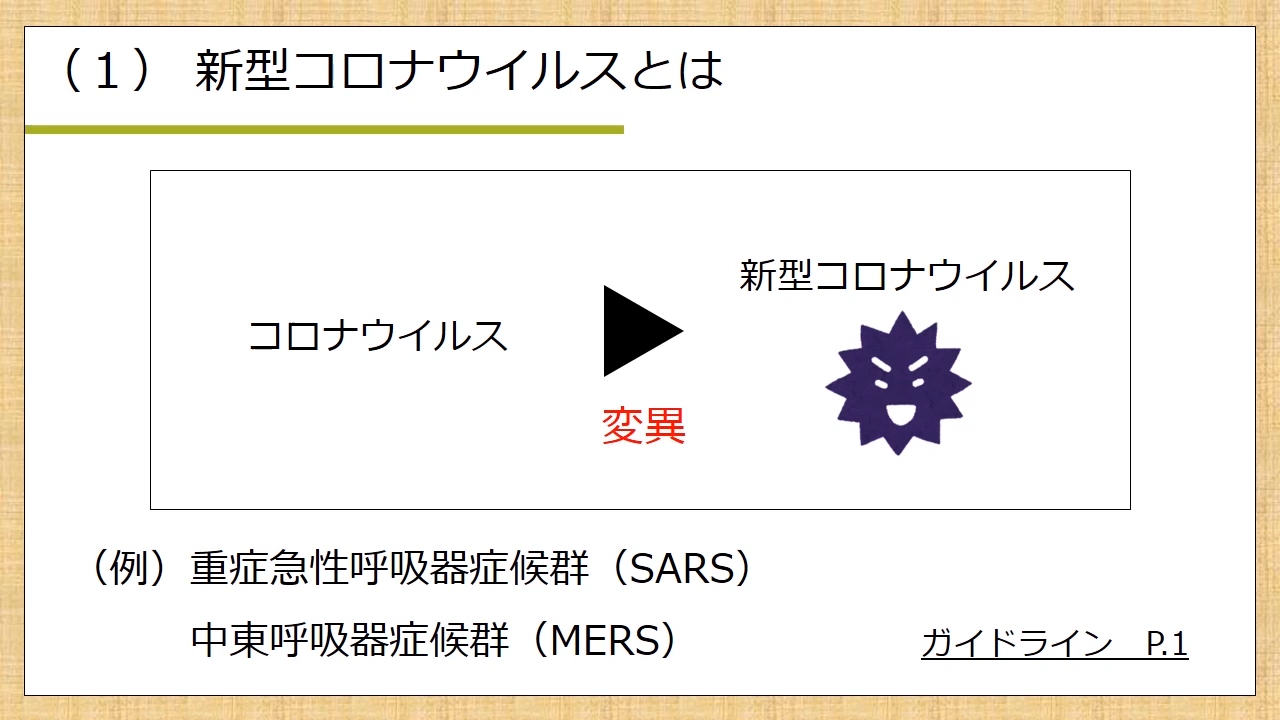 （１） 新型コロナウイルスとは
新型コロナウイルス
コロナウイルス
変異
（例）重症急性呼吸器症候群（SARS）
中東呼吸器症候群（MERS）
ガイドライン　P.1